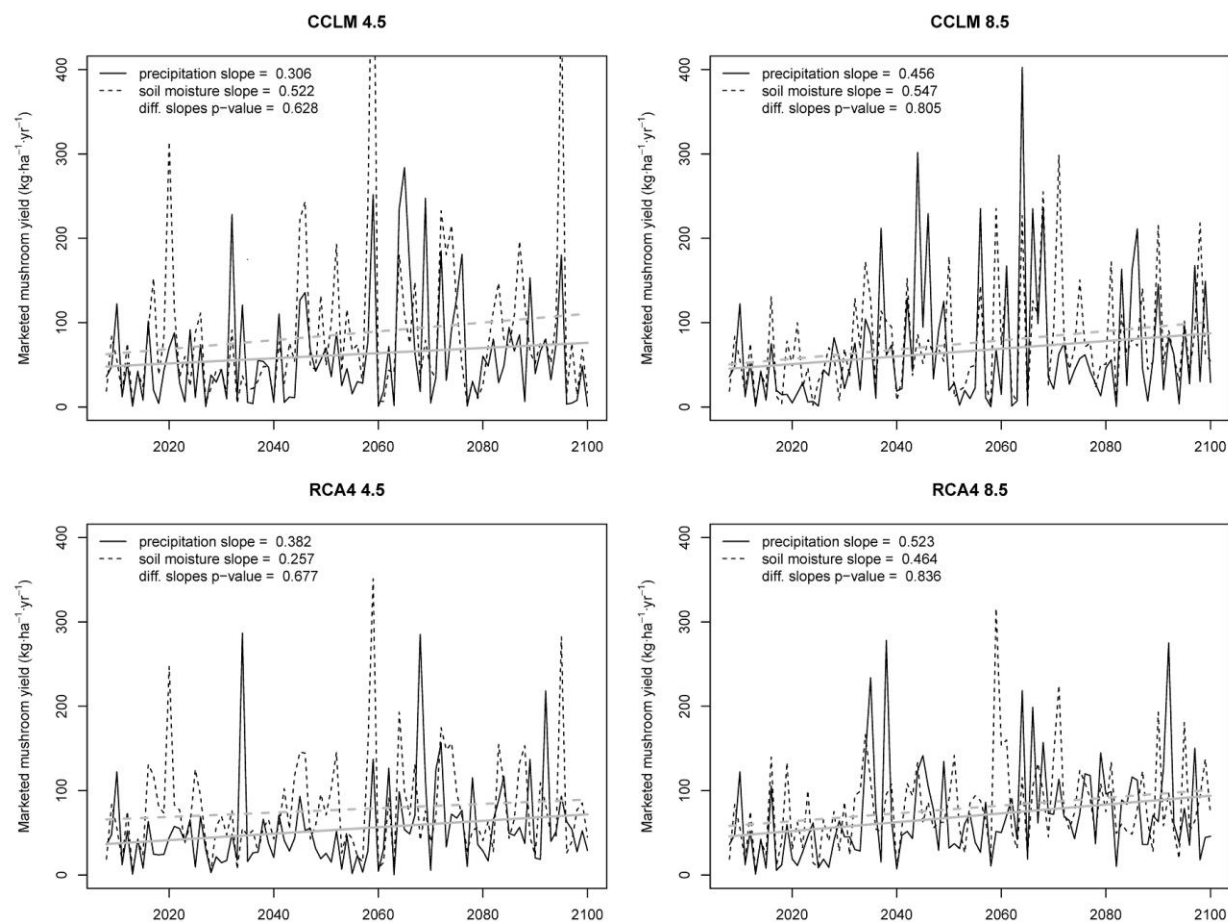 CCLM 4.5
Marketed mushroom yield (kg·ha⁻¹·yr⁻¹)
400
300
200
100
0
precipitation slope = 0.306
soil moisture slope = 0.522
diff. slopes p−value = 0.628
2020 2040 2060 2080 2100
CCLM 8.5
Marketed mushroom yield (kg·ha⁻¹·yr⁻¹)
400
300
200
100
0
precipitation slope = 0.456
soil moisture slope = 0.547
diff. slopes p−value = 0.805
2020 2040 2060 2080 2100
RCA4 4.5
Marketed mushroom yield (kg·ha⁻¹·yr⁻¹)
400
300
200
100
0
precipitation slope = 0.382
soil moisture slope = 0.257
diff. slopes p−value = 0.677
2020 2040 2060 2080 2100
RCA4 8.5
Marketed mushroom yield (kg·ha⁻¹·yr⁻¹)
400
300
200
100
0
precipitation slope = 0.523
soil moisture slope = 0.464
diff. slopes p−value = 0.836
2020 2040 2060 2080 2100